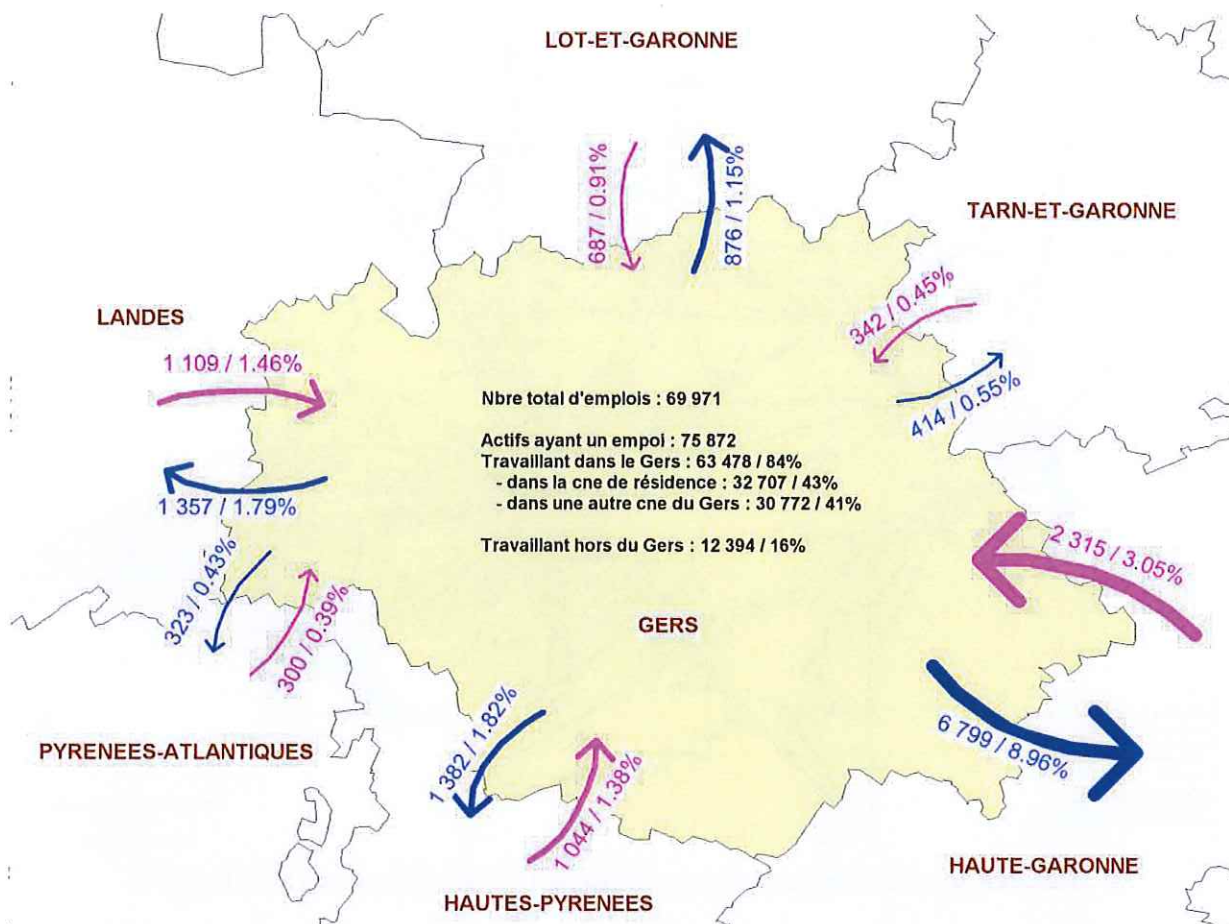 LOT-ET-GARONNE
687 / 0.91%
876 / 1.15%
TARN-ET-GARONNE
342 / 0.45%
414 / 0.55%
LANDES
1 109 / 1.46%
1 357 / 1.79%
Nbre total d'emplois : 69 971
Actifs ayant un empoi : 75 872
Travaillant dans le Gers : 63 478 / 84%
- dans la cne de résidence : 32 707 / 43%
- dans une autre cne du Gers : 30 772 / 41%
Travaillant hors du Gers : 12 394 / 16%
2 315 / 3.05%
323 / 0.43%
300 / 0.39%
GERS
6 799 / 8.96%
PYRENEES-ATLANTIQUES
1 382 / 1.82%
1 044 / 1.38%
HAUTE-GARONNE
HAUTES-PYRENEES